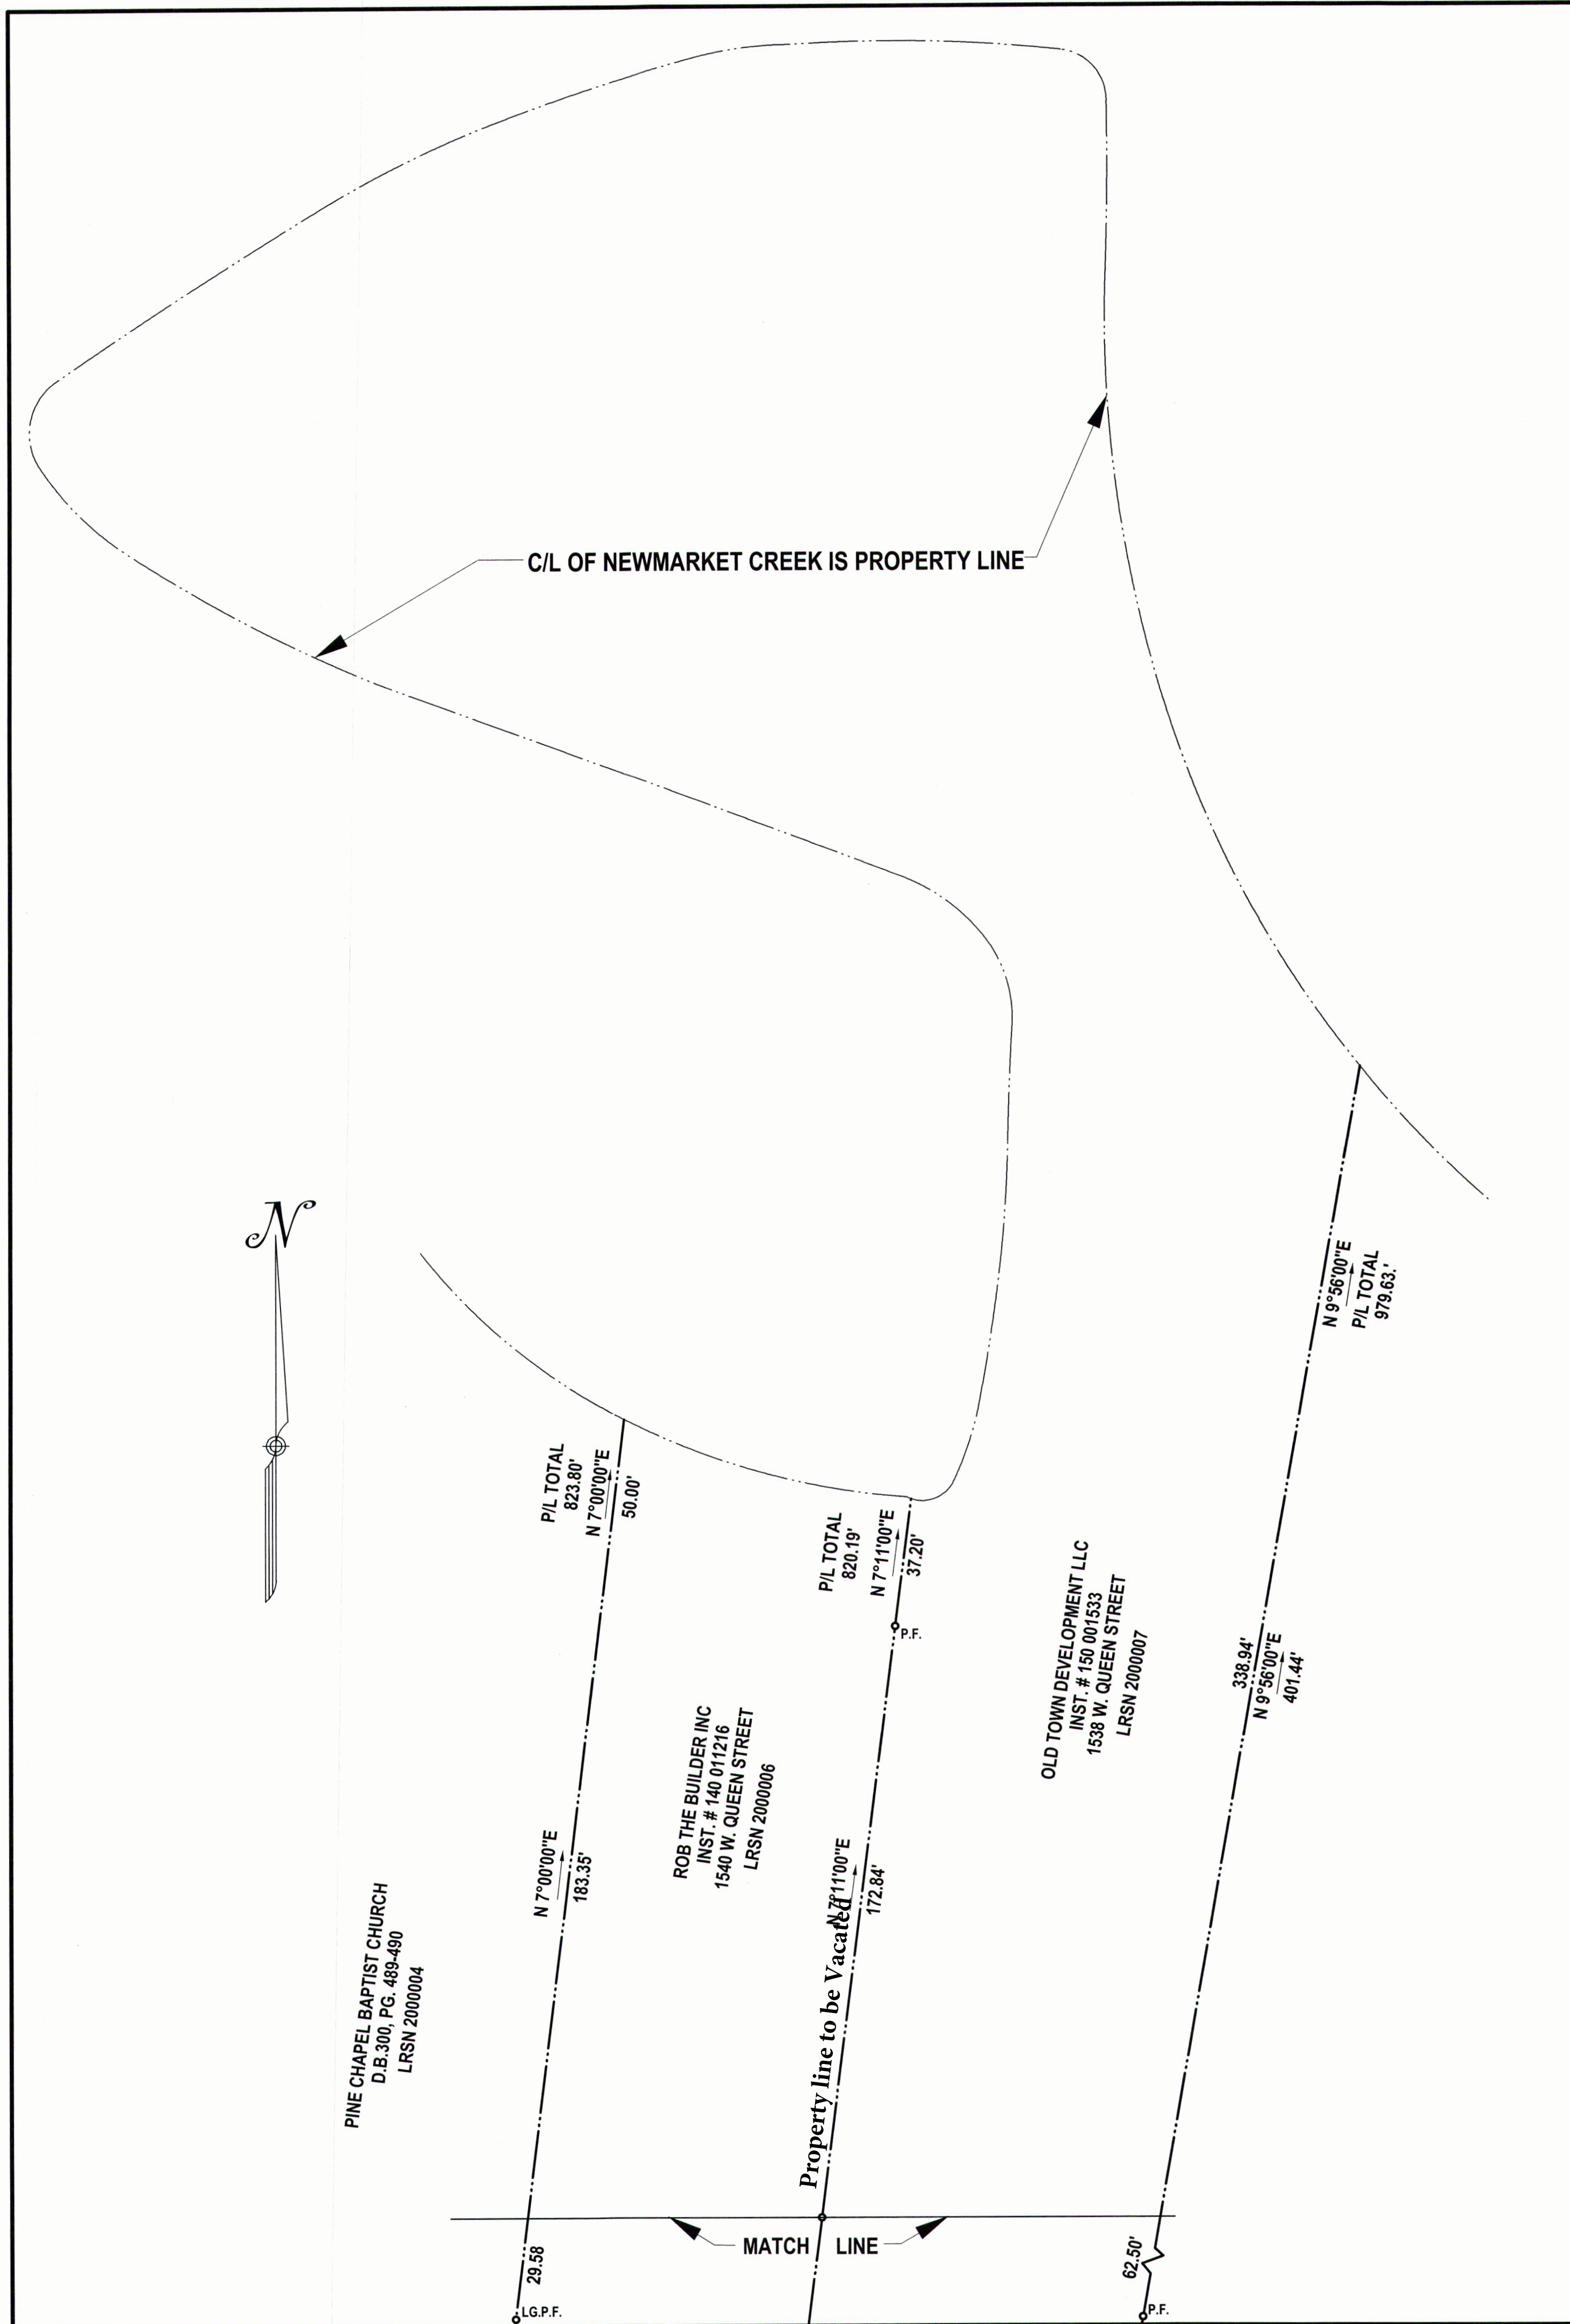 C/L OF NEWMARKET CREEK IS PROPERTY LINE
N
N 9°56'00"E
P/L TOTAL
979.63.'
P/L TOTAL
823.80'
N 7°00'00"E
50.00'
P/L TOTAL
820.19'
N 7°11'00"E
37.20'
P.F.
OLD TOWN DEVELOPMENT LLC
INST. # 150 001533
1538 W. QUEEN STREET
LRSN 2000007
338.94'
N 9°56'00"E
401.44'
ROB THE BUILDER INC
INST. # 140 011216
1540 W. QUEEN STREET
LRSN 2000006
N 7°00'00"E
183.35'
N 7°11'00"E
172.84'
Property line to be Vacated
PINE CHAPEL BAPTIST CHURCH
D.B.300, PG. 489-490
LRSN 2000004
MATCH LINE
29.58
LG.P.F.
62.50'
P.F.